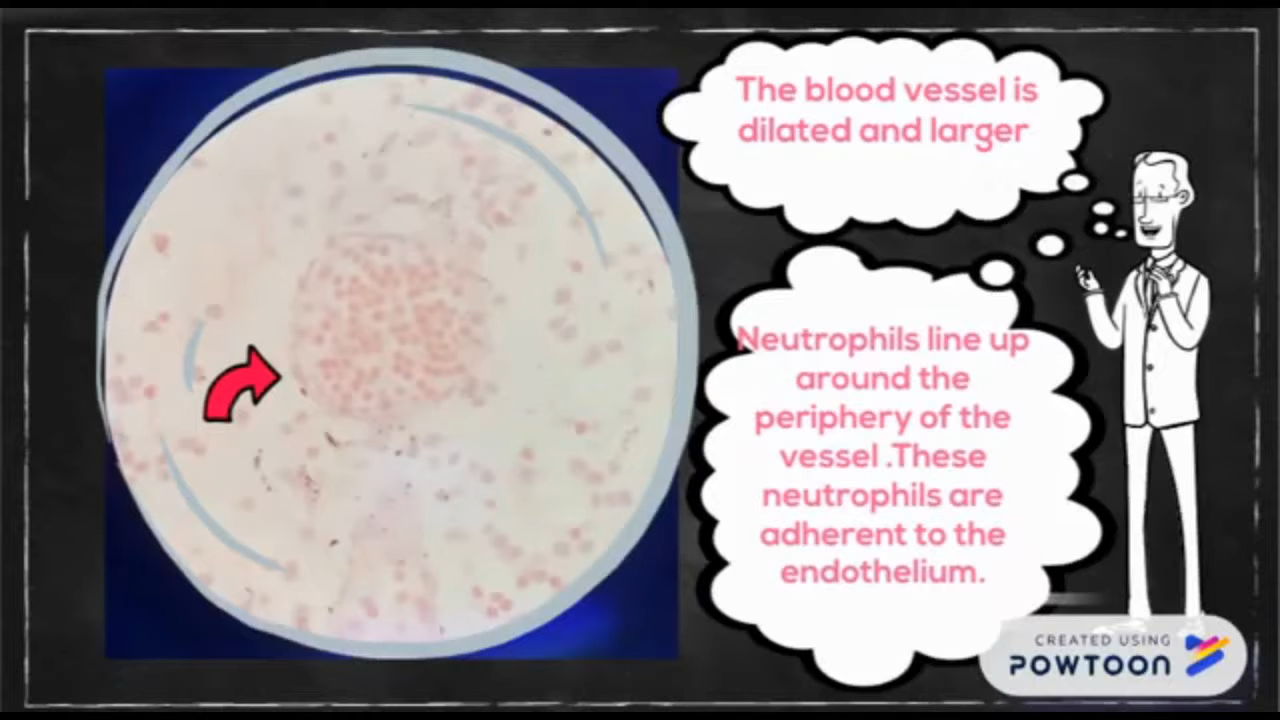 The blood vessel is
dilated and larger
Neutrophils line up
around the
periphery of the
vessel .These
neutrophils are
adherent to the
endothelium.
CREATED USING
POWTOON